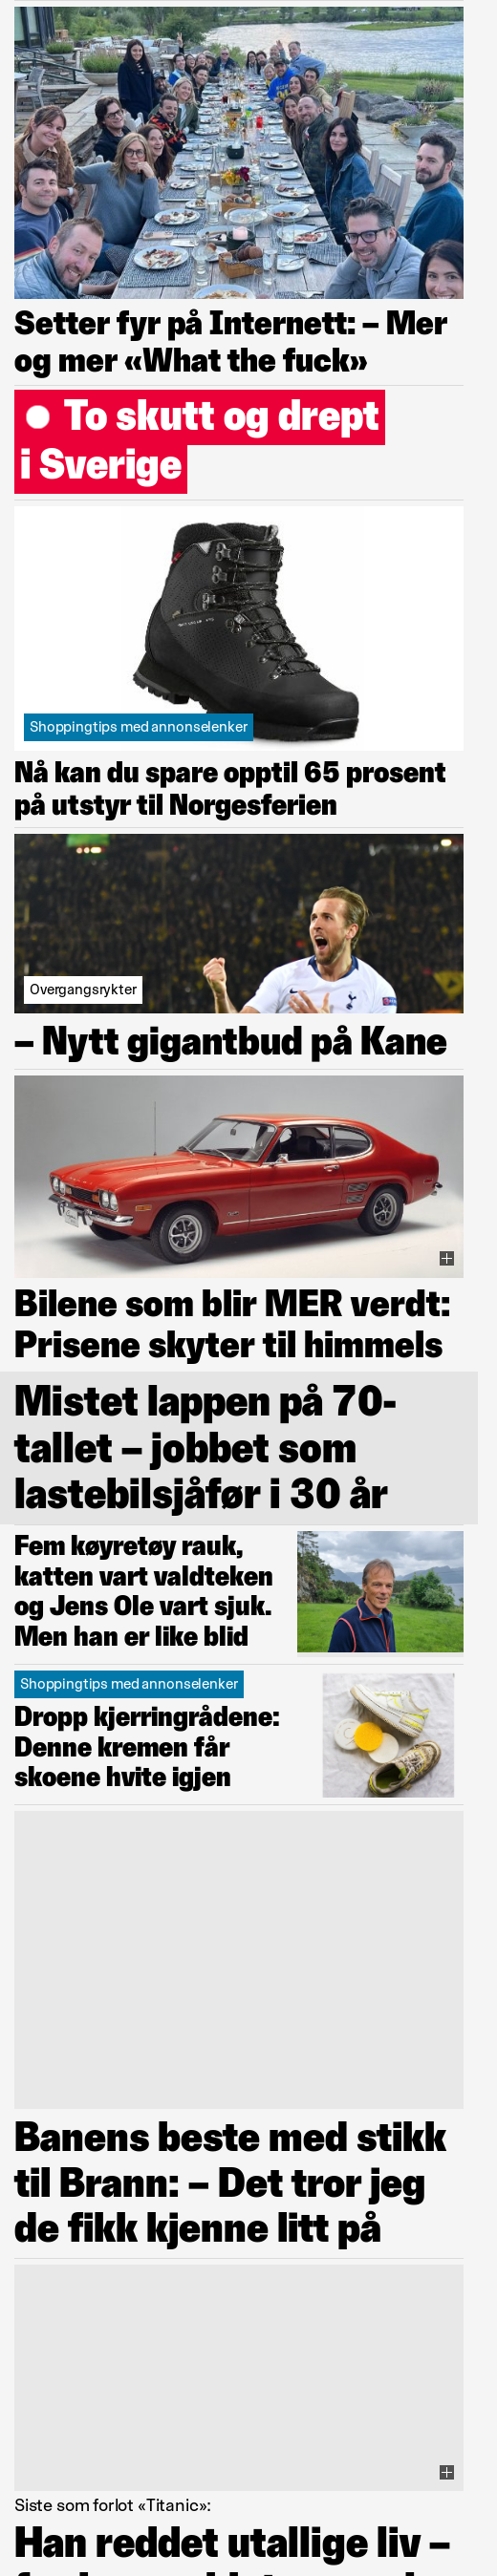 Setter fyr på Internett: – Mer
og mer «What the fuck»
To skutt og drept
i Sverige
Shoppingtips med annonselenker
Nå kan du spare opptil 65 prosent
på utstyr til Norgesferien
Overgangsrykter
– Nytt gigantbud på Kane
Bilene som blir MER verdt:
Prisene skyter til himmels
Mistet lappen på 70-
tallet – jobbet som
lastebilsjåfør i 30 år
Fem køyretøy rauk,
katten vart valdteken
og Jens Ole vart sjuk.
Men han er like blid
Shoppingtips med annonselenker
Dropp kjerringrådene:
Denne kremen får
skoene hvite igjen
Banens beste med stikk
til Brann: – Det tror jeg
de fikk kjenne litt på
Siste som forlot «Titanic»:
Han reddet utallige liv –